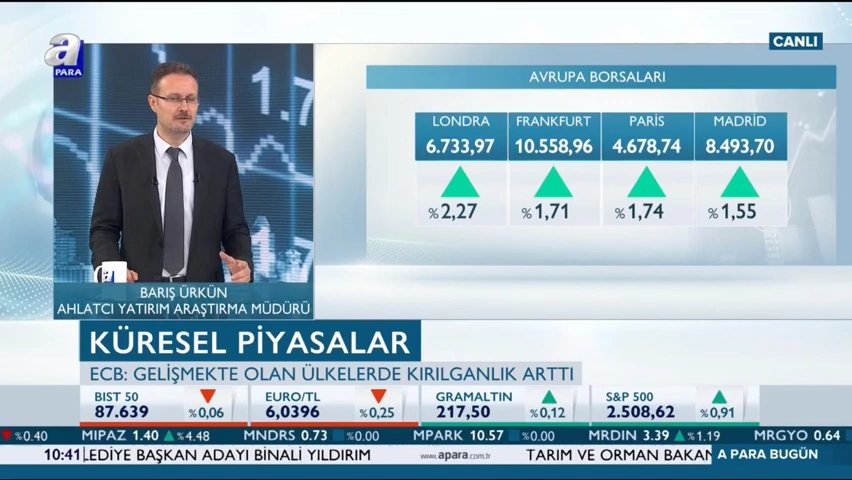 a
PARA
CANLI
1.7
AVRUPA BORSALARI
LONDRA FRANKFURT PARİS MADRİD
6.733,97 10.558,96 4.678,74 8.493,70
%2,27 %1,71 %1,74 %1,55
BARIŞ ÜRKÜN
AHLATCI YATIRIM ARAŞTIRMA MÜDÜRÜ
KÜRESEL PİYASALAR
ECB: GELİŞMEKTE OLAN ÜLKELERDE KIRILGANLIK ARTTI
BIST 50 EURO/TL GRAMALTIN S&P 500
87.639 %0,06 6,0396 %0,25 217,50 %0,12 2.508,62 %0,91
%0.40 MIPAZ 1.40 %4.48 MNDRS 0.73 %0.00 MPARK 10.57 %0.00 MRDIN 3.39 %1.19 MRGYO 0.64
10:41 LEDİYE BAŞKAN ADAYI BİNALİ YILDIRIM www.apara.com.tr TARIM VE ORMAN BAKAN A PARA BUGÜN